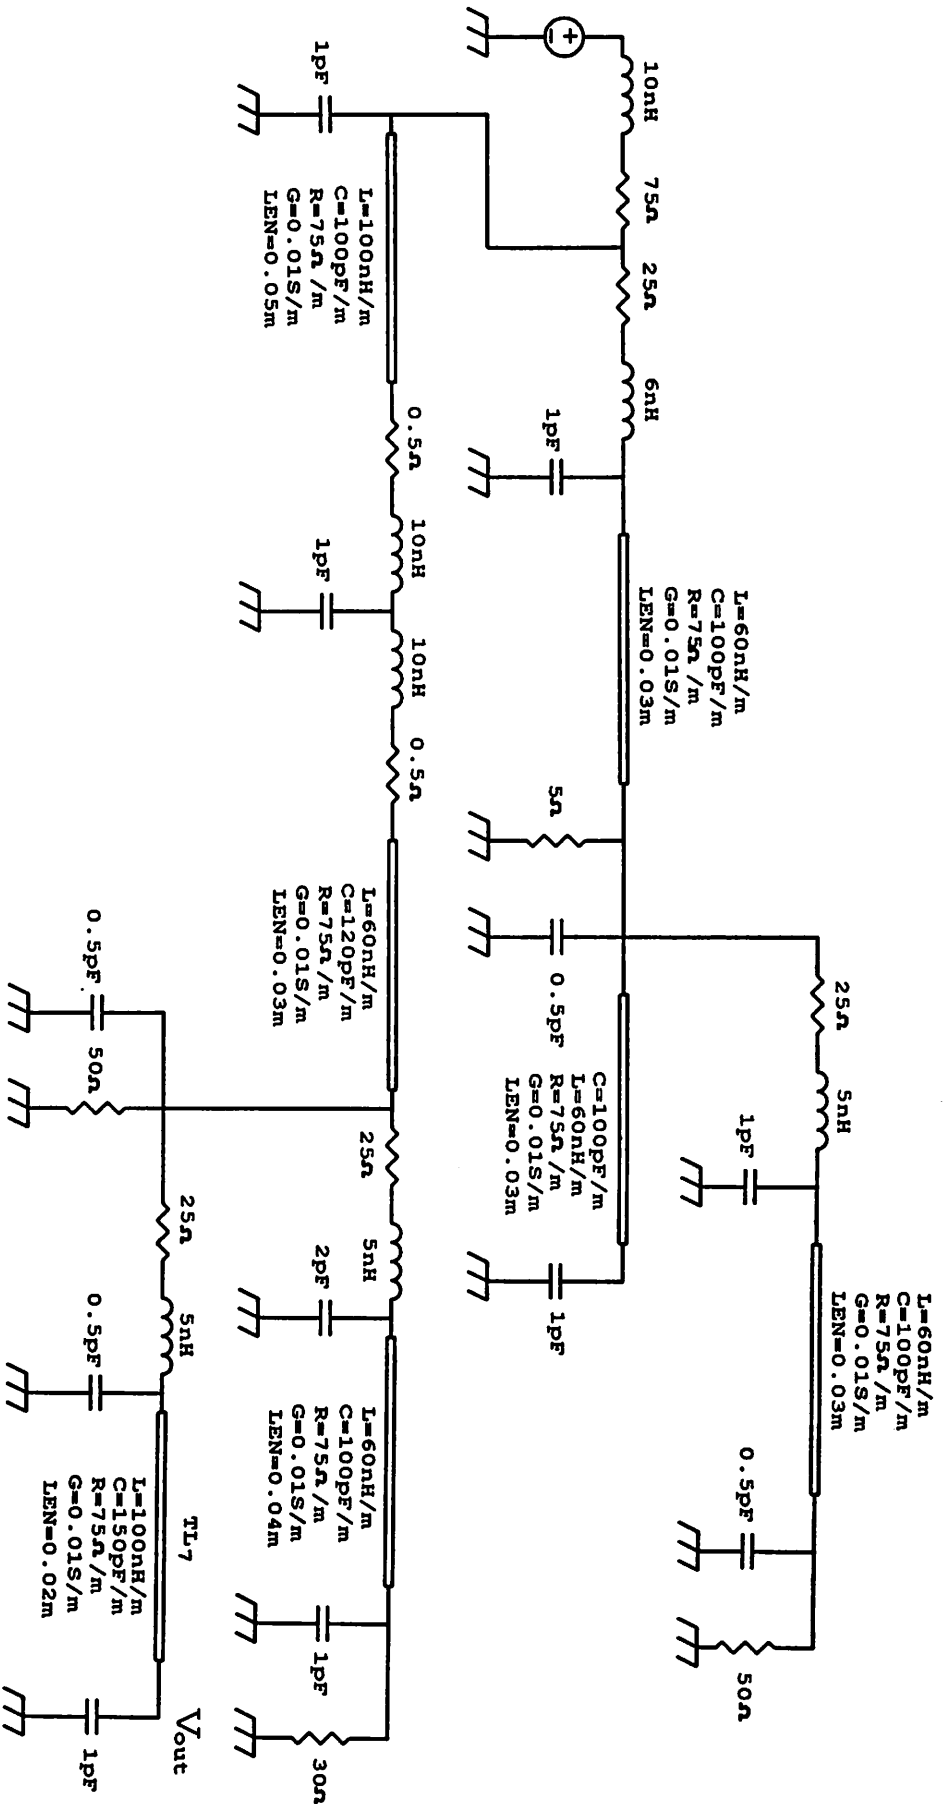 25Ω
5nH
1pF
L=60nH/m
C=100pF/m
R=75Ω/m
G=0.01S/m
LEN=0.03m
0.5pF
50Ω
+
−
10nH
75Ω
25Ω
6nH
1pF
L=60nH/m
C=100pF/m
R=75Ω/m
G=0.01S/m
LEN=0.03m
5Ω
0.5pF
C=100pF/m
L=60nH/m
R=75Ω/m
G=0.01S/m
LEN=0.03m
1pF
1pF
L=100nH/m
C=100pF/m
R=75Ω/m
G=0.01S/m
LEN=0.05m
0.5Ω
10nH
1pF
10nH
0.5Ω
L=60nH/m
C=120pF/m
R=75Ω/m
G=0.01S/m
LEN=0.03m
25Ω
5nH
2pF
L=60nH/m
C=100pF/m
R=75Ω/m
G=0.01S/m
LEN=0.04m
1pF
30Ω
0.5pF
50Ω
25Ω
5nH
0.5pF
TL7
L=100nH/m
C=150pF/m
R=75Ω/m
G=0.01S/m
LEN=0.02m
Vout
1pF